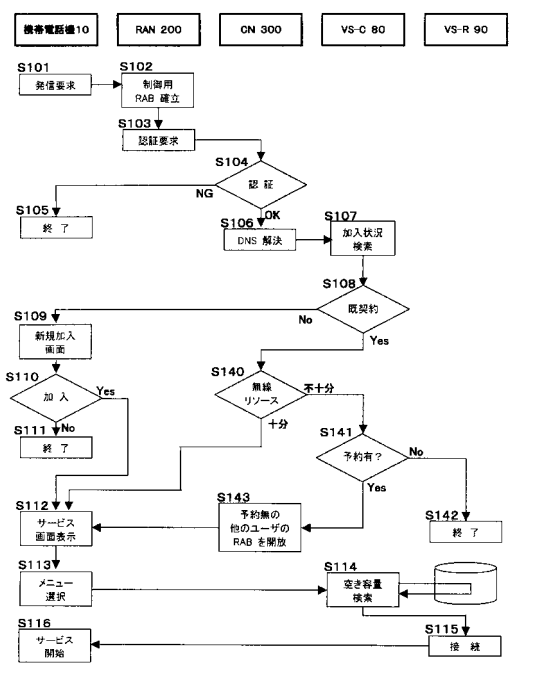 携帯電話機10
RAN 200
CN 300
VS-C 80
VS-R 90
S101
発信要求
S102
制御用
RAB 確立
S103
認証要求
S104
認 証
NG
OK
S105
終 了
S106
DNS 解決
S107
加入状況
検索
S108
既契約
No
Yes
S109
新規加入
画面
S110
加 入
Yes
No
S111
終 了
S140
無線
リソース
不十分
十分
S141
予約有?
No
Yes
S142
終 了
S143
予約無の
他のユーザの
RAB を開放
S112
サービス
画面表示
S113
メニュー
選択
S114
空き容量
検索
S115
接 続
S116
サービス
開始